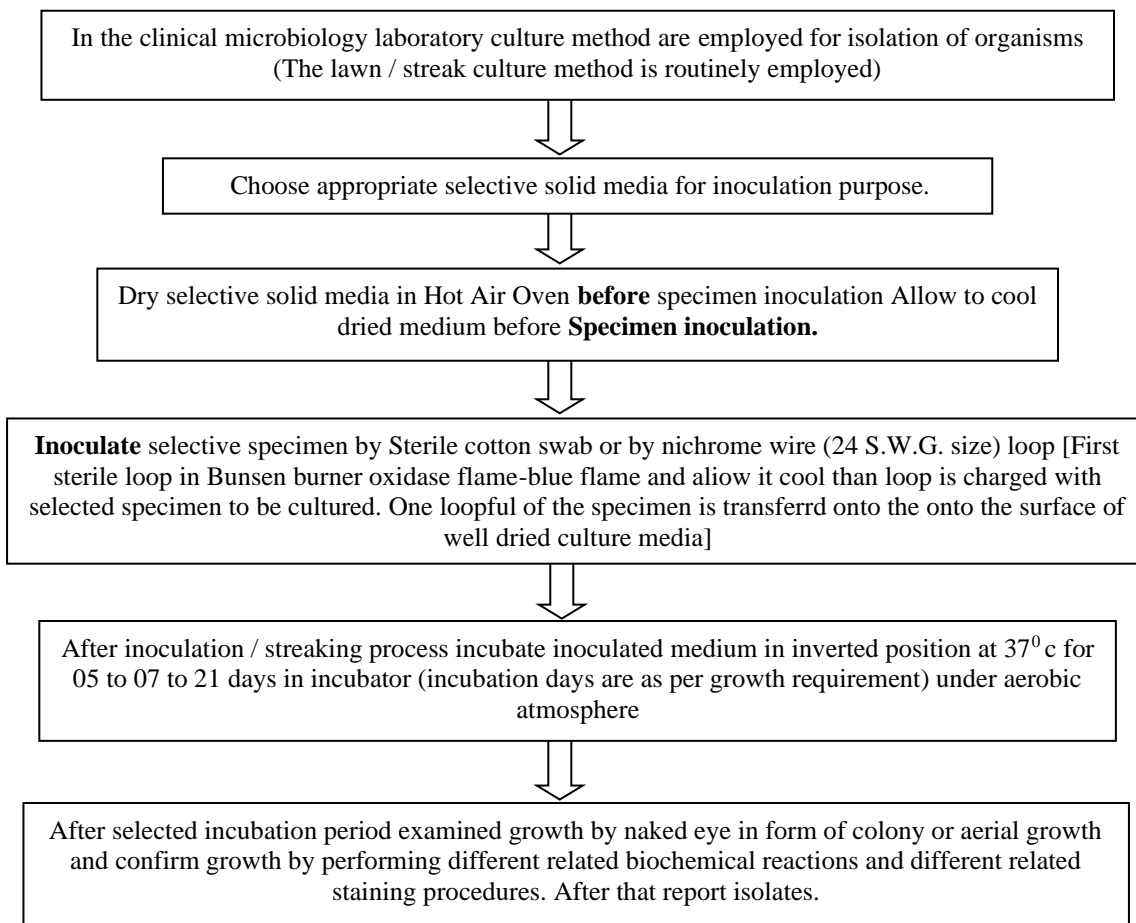 In the clinical microbiology laboratory culture method are employed for isolation of organisms
(The lawn / streak culture method is routinely employed)
Choose appropriate selective solid media for inoculation purpose.
Dry selective solid media in Hot Air Oven before specimen inoculation Allow to cool
dried medium before Specimen inoculation.
Inoculate selective specimen by Sterile cotton swab or by nichrome wire (24 S.W.G. size) loop [First
sterile loop in Bunsen burner oxidase flame-blue flame and aliow it cool than loop is charged with
selected specimen to be cultured. One loopful of the specimen is transferrd onto the onto the surface of
well dried culture media]
After inoculation / streaking process incubate inoculated medium in inverted position at 37⁰ c for
05 to 07 to 21 days in incubator (incubation days are as per growth requirement) under aerobic
atmosphere
After selected incubation period examined growth by naked eye in form of colony or aerial growth
and confirm growth by performing different related biochemical reactions and different related
staining procedures. After that report isolates.